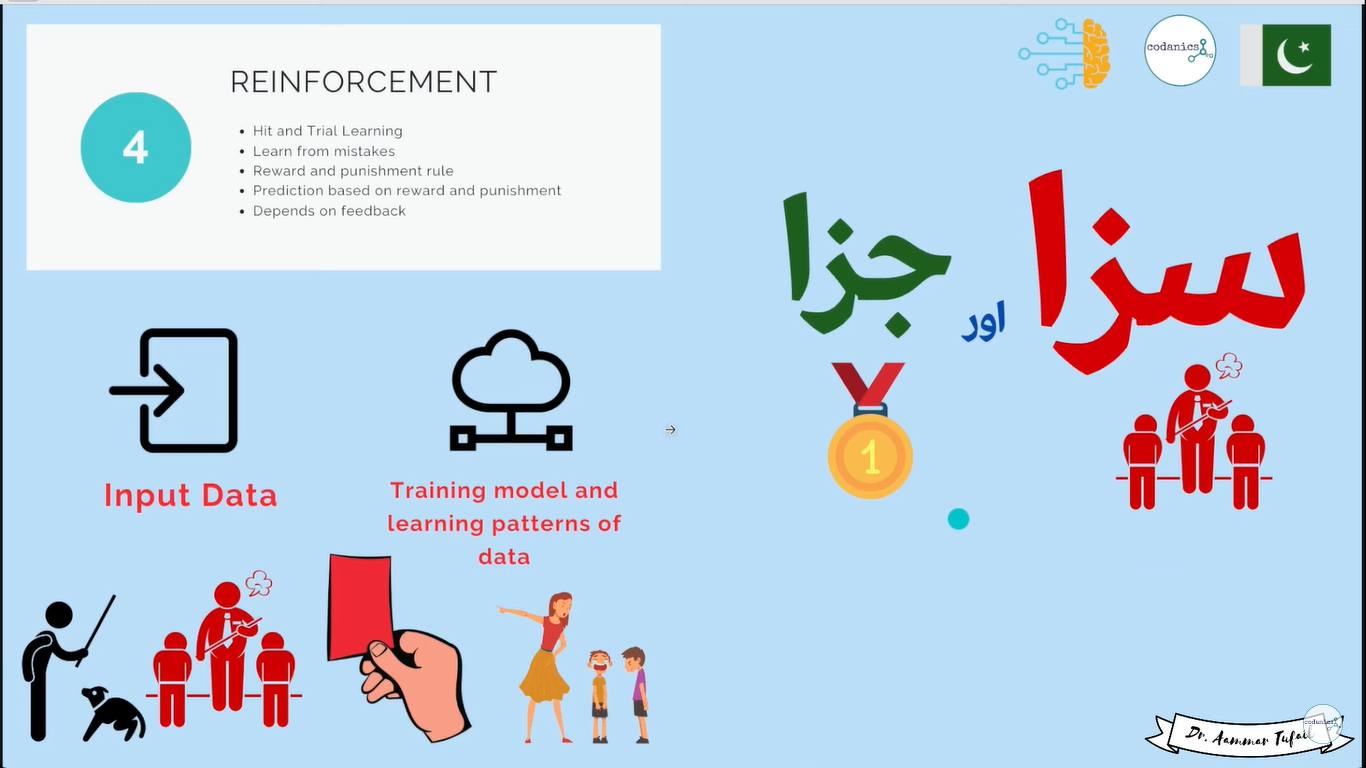 REINFORCEMENT
4
Hit and Trial Learning
Learn from mistakes
Reward and punishment rule
Prediction based on reward and punishment
Depends on feedback
codanics
سزا اور جزا
1
Input Data
Training model and
learning patterns of
data
Dr. Aammar
codanics